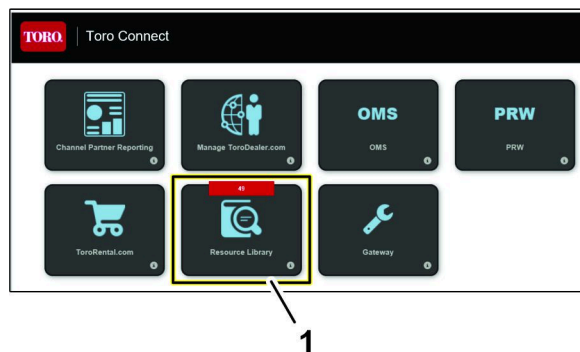 TORO. Toro Connect
OMS PRW
Channel Partner Reporting Manage ToroDealer.com OMS PRW
ToroRental.com Resource Library Gateway
1